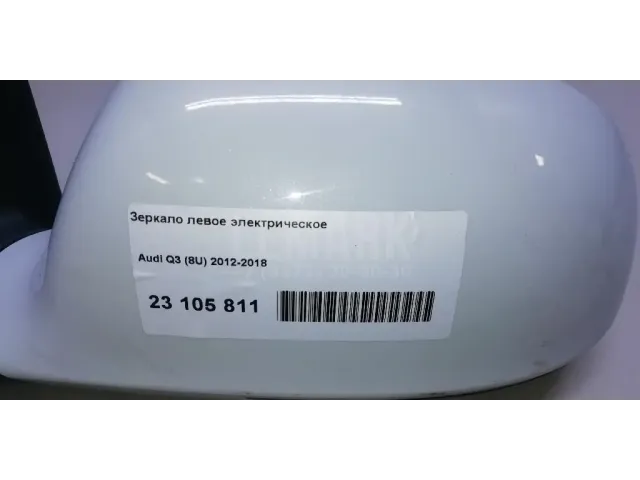 Зеркало левое электрическое
Audi Q3 (8U) 2012-2018
23 105 811